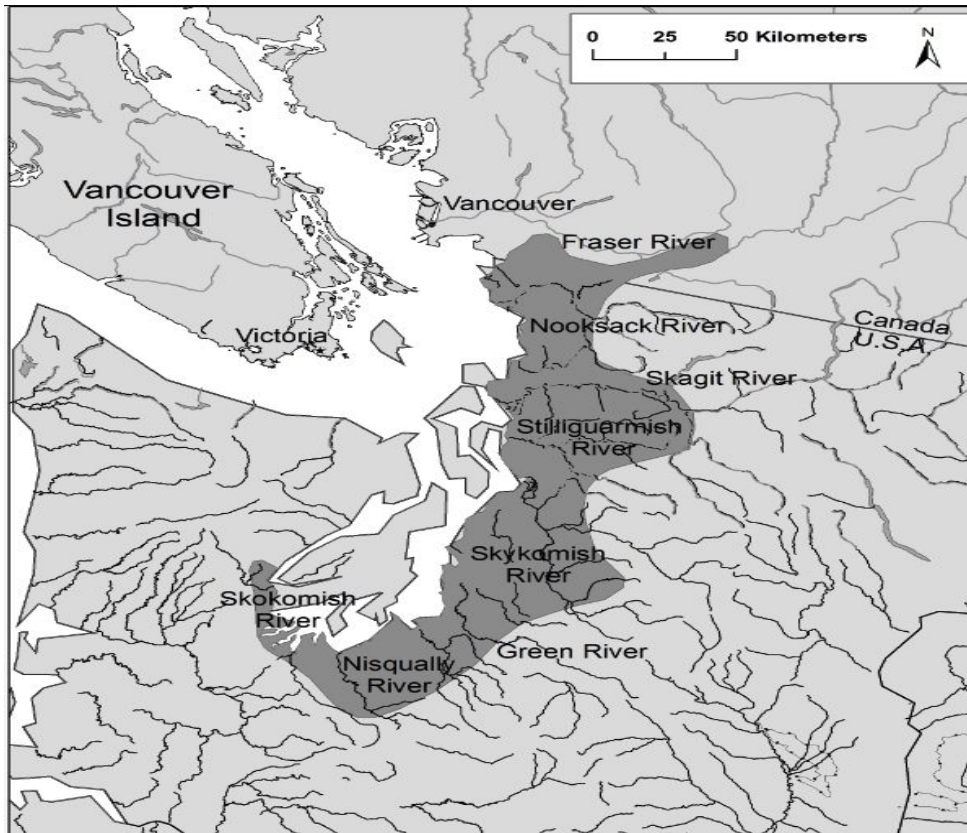 0 25 50 Kilometers
N
Vancouver
Island
Vancouver
Fraser River
Victoria
Nooksack River
Canada
U.S.A
Skagit River
Stilliguarmish
River
Skykomish
River
Skokomish
River
Green River
Nisqually
River